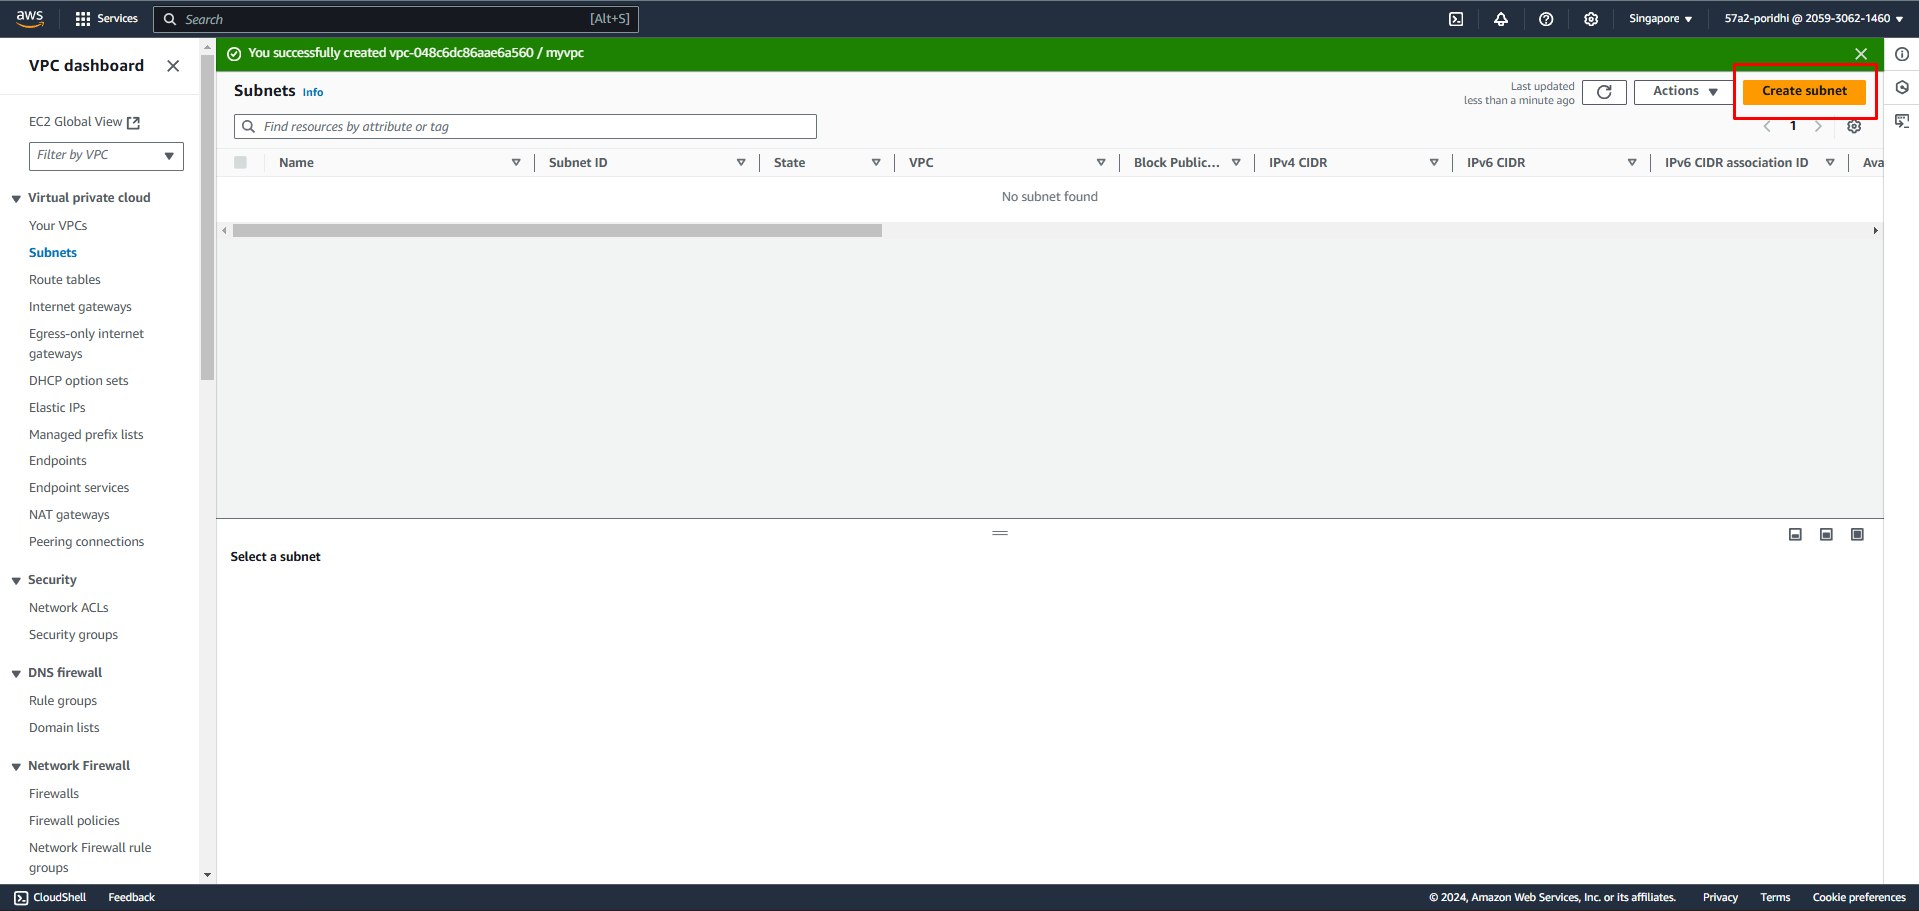 aws
Services
Search [Alt+S]
Singapore
57a2-poridhi @ 2059-3062-1460
VPC dashboard
EC2 Global View
Filter by VPC
Virtual private cloud
Your VPCs
Subnets
Route tables
Internet gateways
Egress-only internet
gateways
DHCP option sets
Elastic IPs
Managed prefix lists
Endpoints
Endpoint services
NAT gateways
Peering connections
Security
Network ACLs
Security groups
DNS firewall
Rule groups
Domain lists
Network Firewall
Firewalls
Firewall policies
Network Firewall rule
groups
You successfully created vpc-048c6dc86aae6a560 / myvpc
Subnets Info
Last updated
less than a minute ago
Actions
Create subnet
Find resources by attribute or tag
1
Name Subnet ID State VPC Block Public... IPv4 CIDR IPv6 CIDR IPv6 CIDR association ID Ava
No subnet found
Select a subnet
CloudShell Feedback
© 2024, Amazon Web Services, Inc. or its affiliates. Privacy Terms Cookie preferences